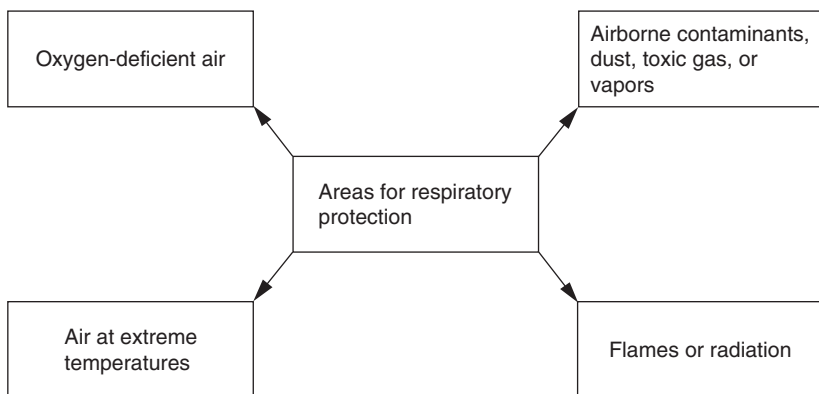 Oxygen-deficient air
Airborne contaminants,
dust, toxic gas, or
vapors
Areas for respiratory
protection
Air at extreme
temperatures
Flames or radiation